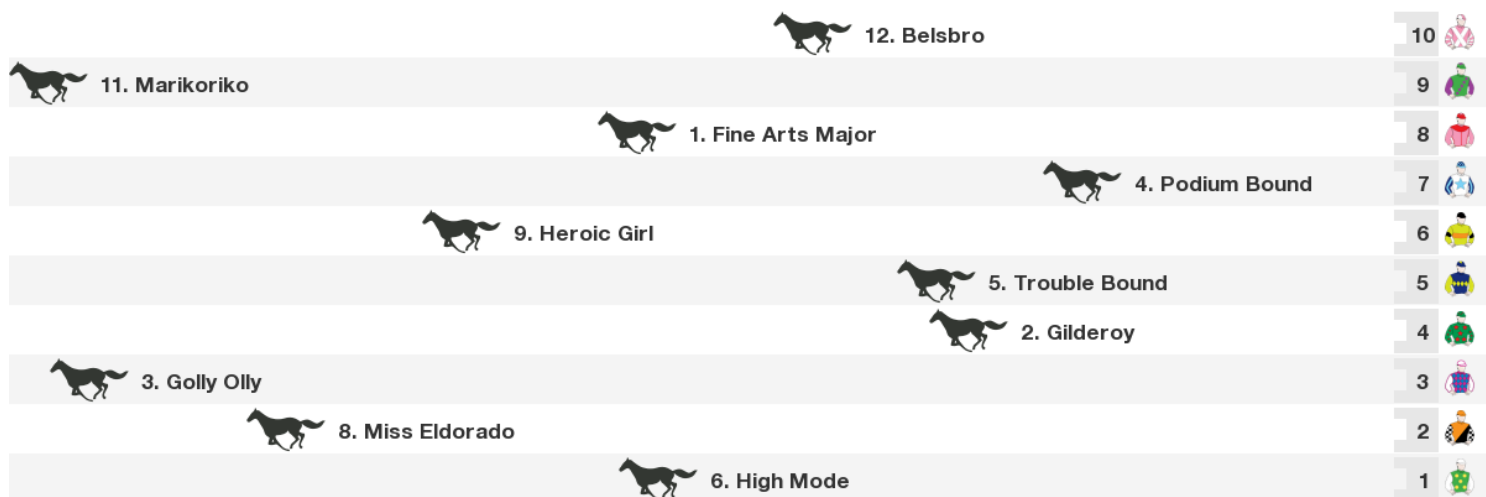 12. Belsbro 10
11. Marikoriko 9
1. Fine Arts Major 8
4. Podium Bound 7
9. Heroic Girl 6
5. Trouble Bound 5
2. Gilderoy 4
3. Golly Olly 3
8. Miss Eldorado 2
6. High Mode 1